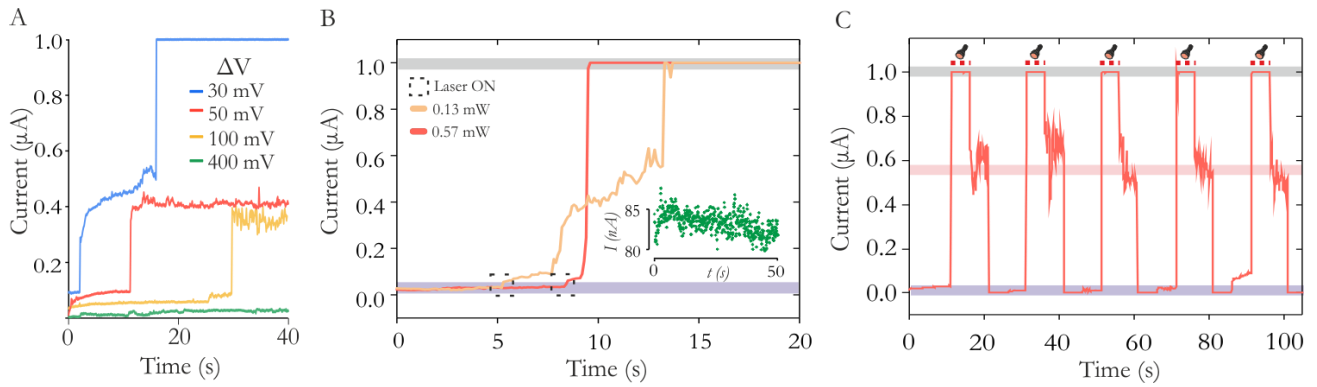 A
Current (µA)
1.0
0.8
0.6
0.4
0.2
0
20
40
Time (s)
ΔV
30 mV
50 mV
100 mV
400 mV
B
Current (µA)
1.0
0.8
0.6
0.4
0.2
0.0
0
5
10
15
20
Time (s)
Laser ON
0.13 mW
0.57 mW
I (nA)
85
80
0
50
t (s)
C
Current (µA)
1.0
0.8
0.6
0.4
0.2
0.0
0
20
40
60
80
100
Time (s)